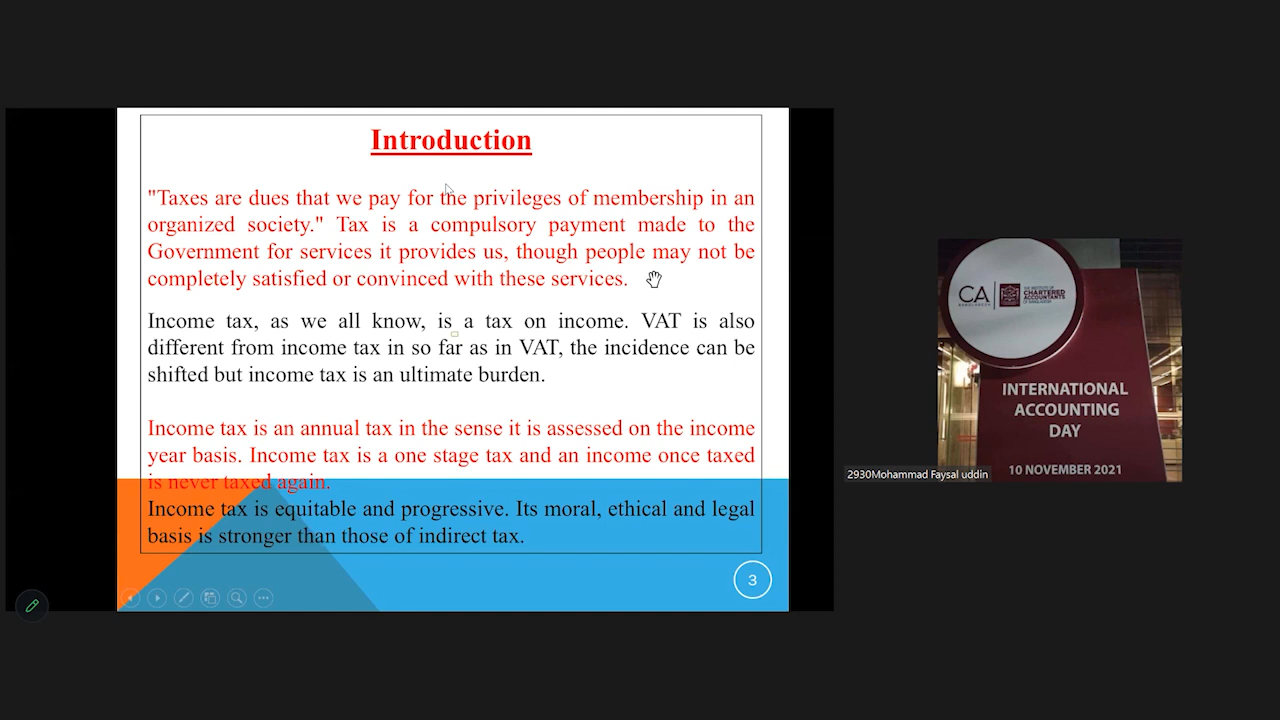 Introduction
"Taxes are dues that we pay for the privileges of membership in an
organized society." Tax is a compulsory payment made to the
Government for services it provides us, though people may not be
completely satisfied or convinced with these services.
Income tax, as we all know, is a tax on income. VAT is also
different from income tax in so far as in VAT, the incidence can be
shifted but income tax is an ultimate burden.
Income tax is an annual tax in the sense it is assessed on the income
year basis. Income tax is a one stage tax and an income once taxed
is never taxed again.
Income tax is equitable and progressive. Its moral, ethical and legal
basis is stronger than those of indirect tax.
3
CA
BANGLADESH
THE INSTITUTE OF
CHARTERED
ACCOUNTANTS
OF BANGLADESH
INTERNATIONAL
ACCOUNTING
DAY
10 NOVEMBER 2021
2930Mohammad Faysal uddin